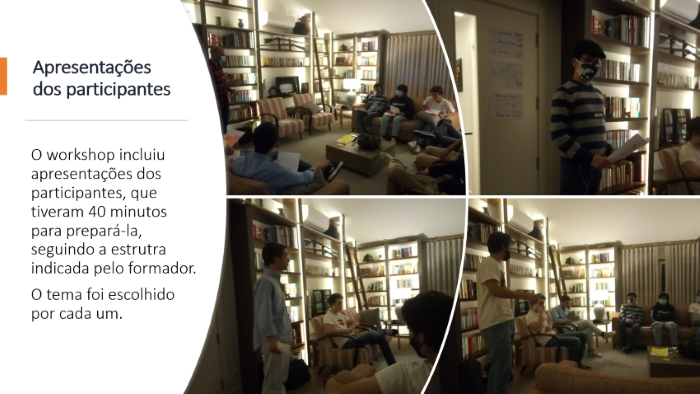 Apresentações
dos participantes
O workshop incluiu
apresentações dos
participantes, que
tiveram 40 minutos
para prepará-la,
seguindo a estrutra
indicada pelo formador.
O tema foi escolhido
por cada um.